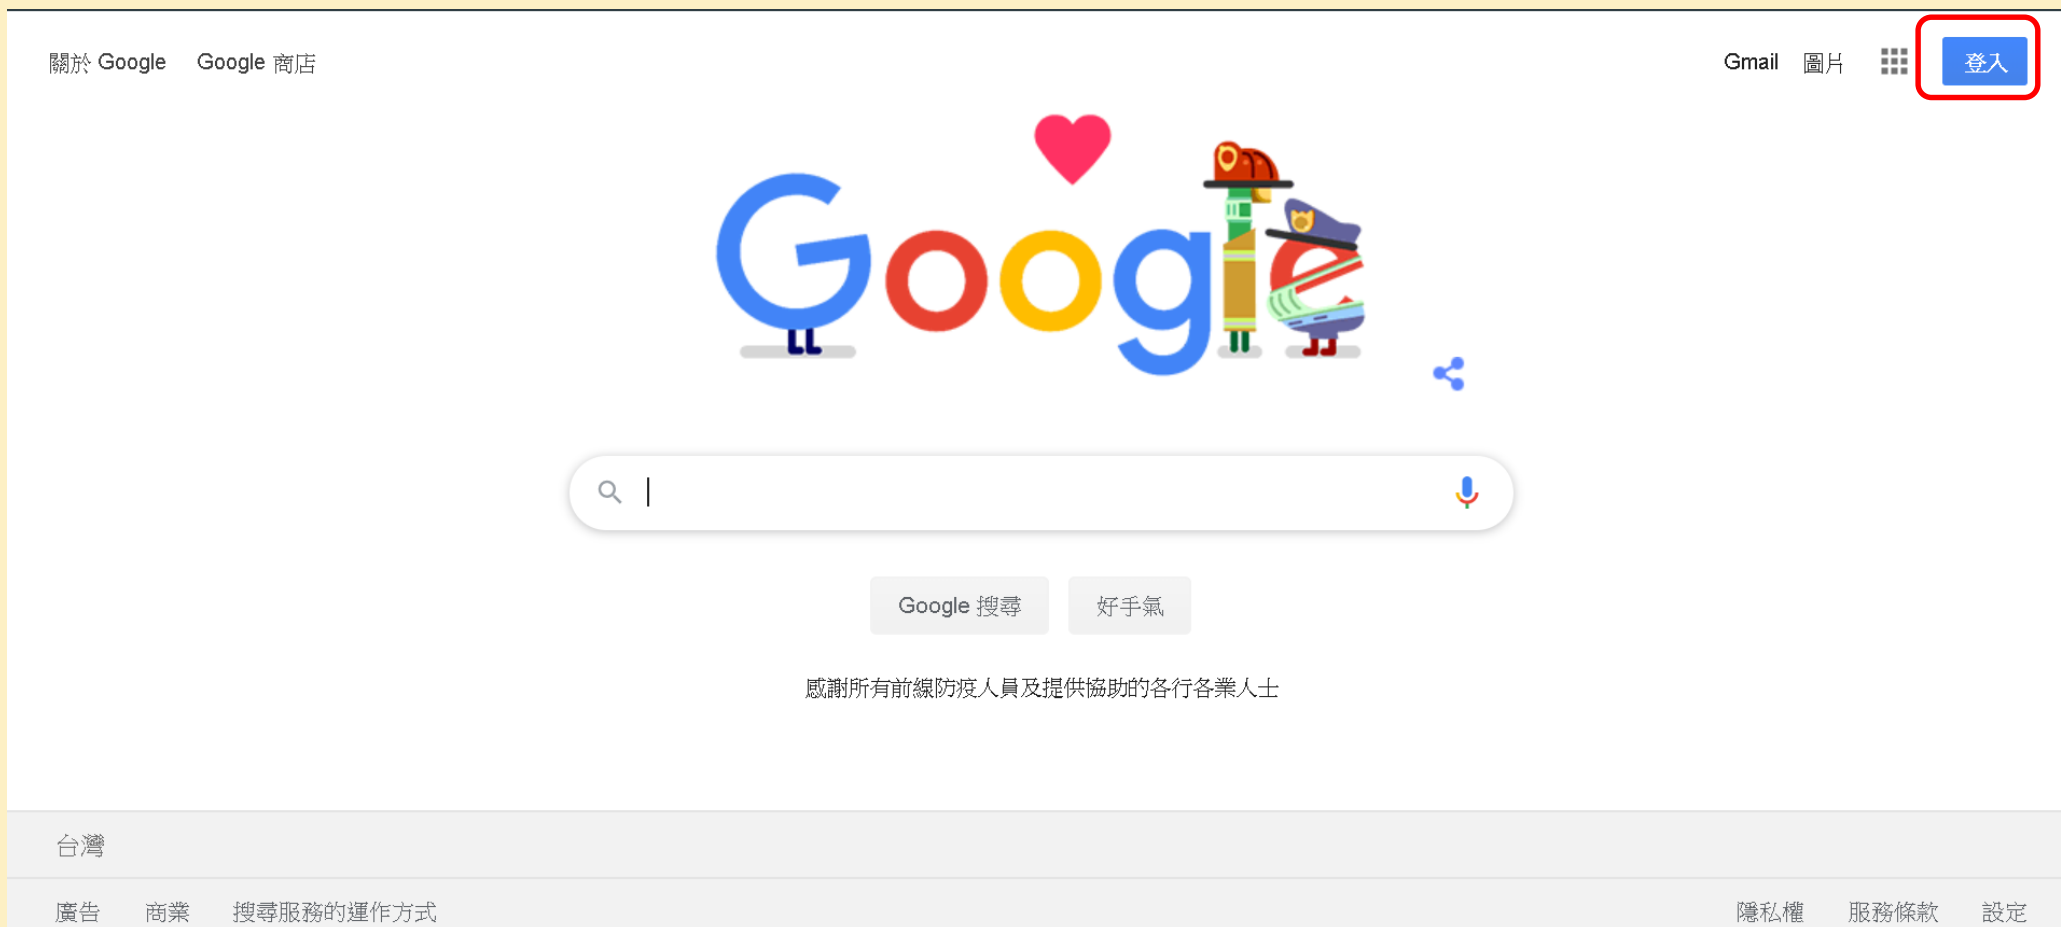 關於 Google Google 商店 Gmail 圖片 登入
Google
Google 搜尋 好手氣
感謝所有前線防疫人員及提供協助的各行各業人士
台灣
廣告 商業 搜尋服務的運作方式 隱私權 服務條款 設定